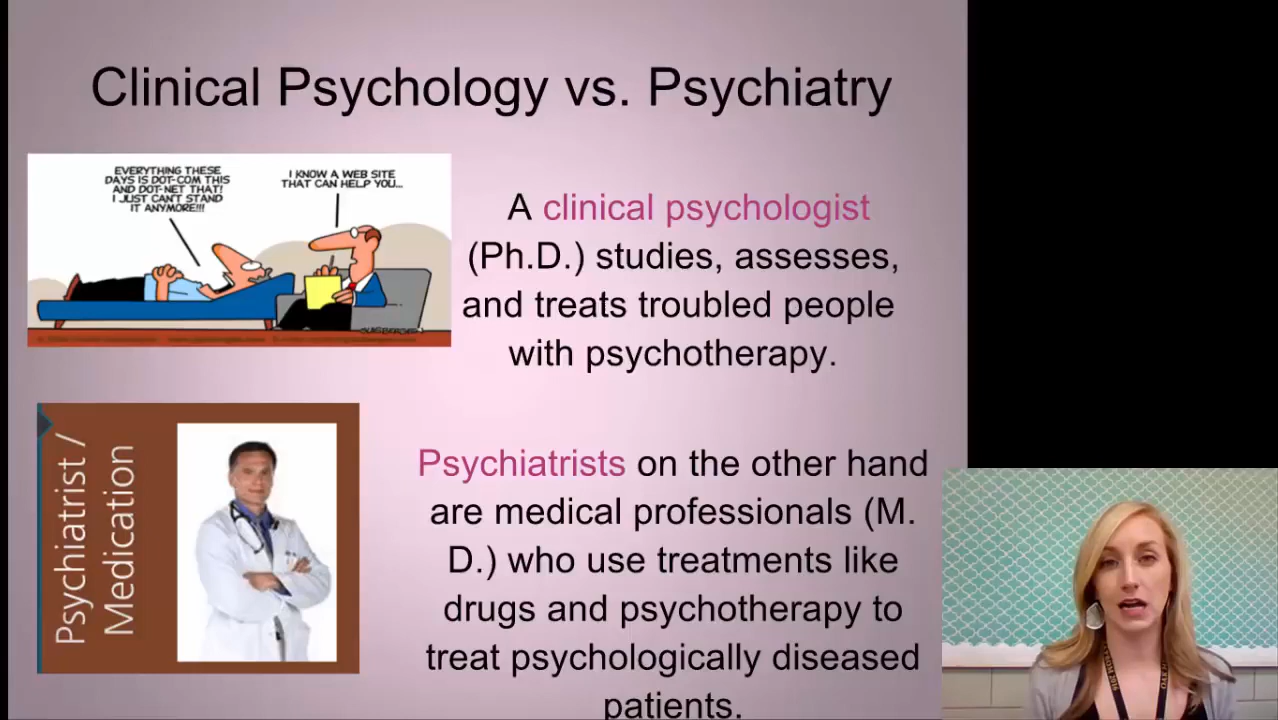 Clinical Psychology vs. Psychiatry
EVERYTHING THESE
DAYS IS DOT-COM THIS
AND DOT-NET THAT!
I JUST CAN'T STAND
IT ANYMORE!!!
I KNOW A WEB SITE
THAT CAN HELP YOU...
A clinical psychologist
(Ph.D.) studies, assesses,
and treats troubled people
with psychotherapy.
Psychiatrist /
Medication
Psychiatrists on the other hand
are medical professionals (M.
D.) who use treatments like
drugs and psychotherapy to
treat psychologically diseased
patients.